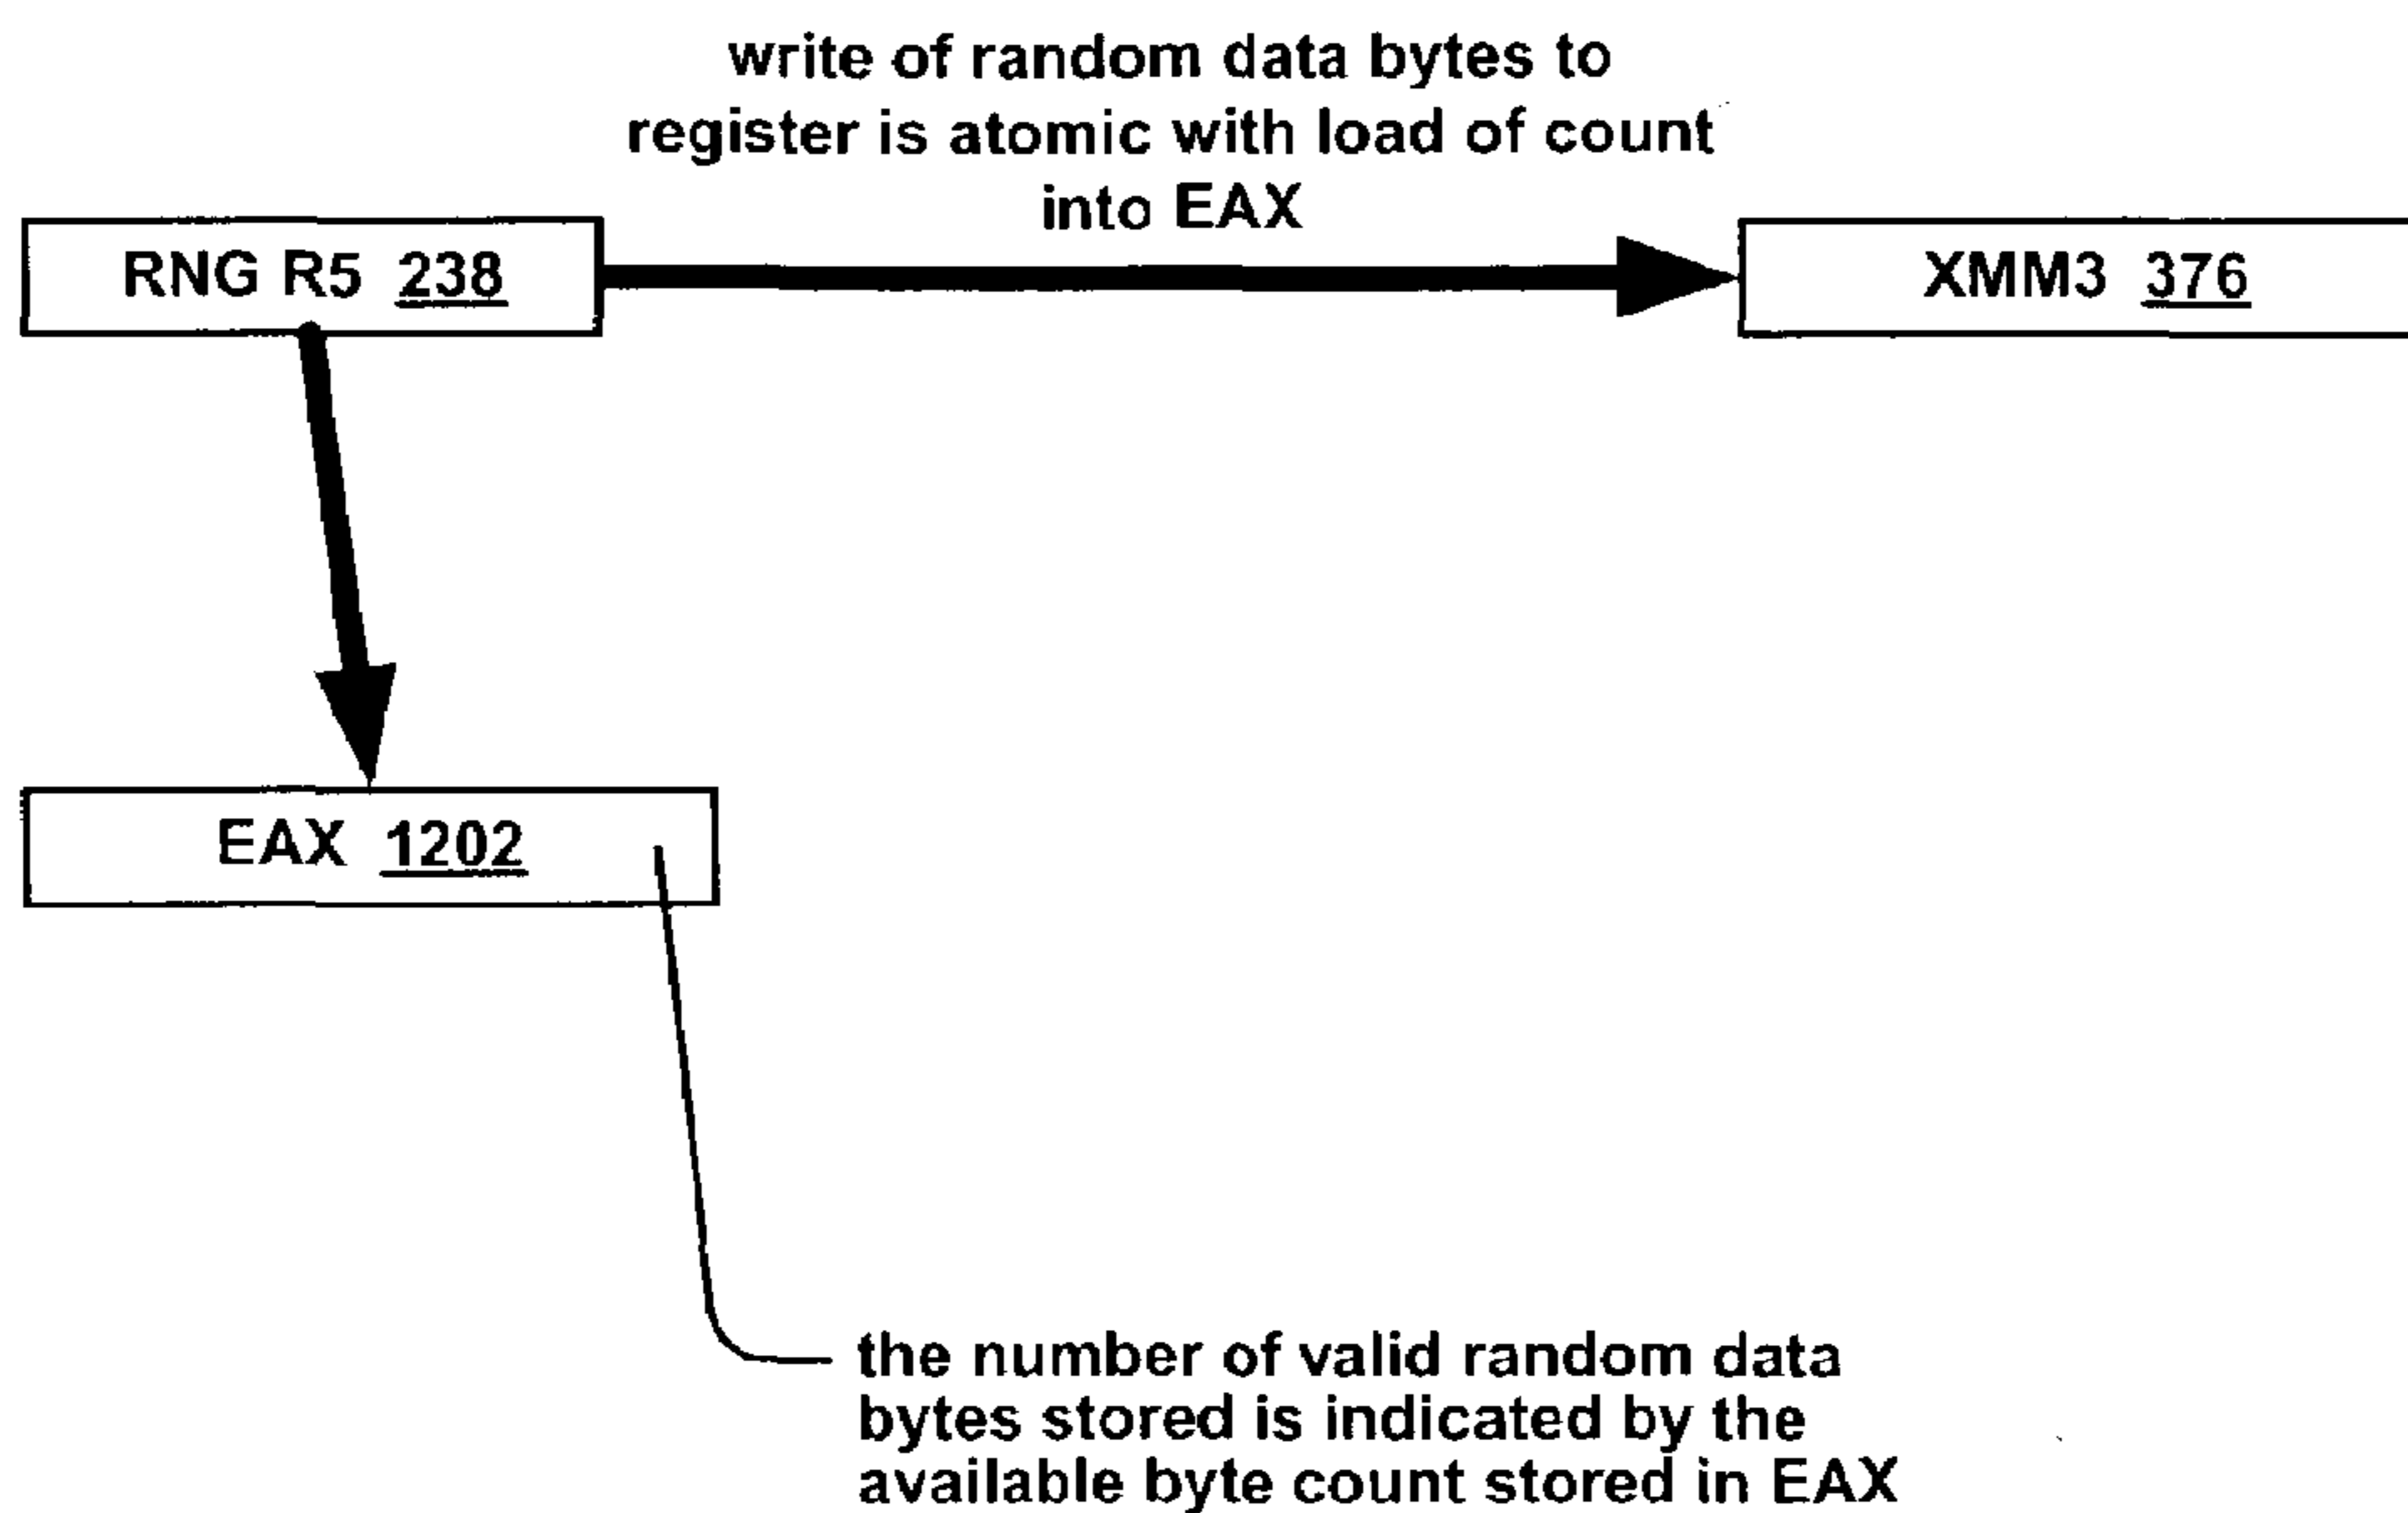 write of random data bytes to
register is atomic with load of count
into EAX
RNG R5 238
XMM3 376
EAX 1202
the number of valid random data
bytes stored is indicated by the
available byte count stored in EAX